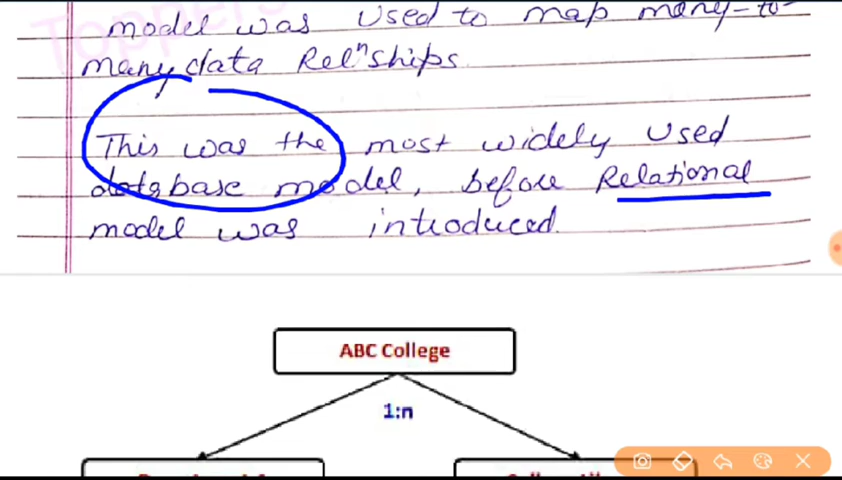 Toppers
model was used to map many-to-
many data Relⁿships.
This was the most widely used
database model, before Relational
model was introduced.
ABC College
1:n